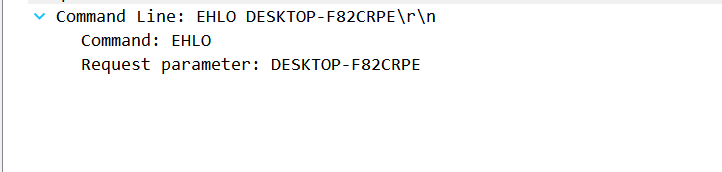 Command Line: EHLO DESKTOP-F82CRPE\r\n
Command: EHLO
Request parameter: DESKTOP-F82CRPE